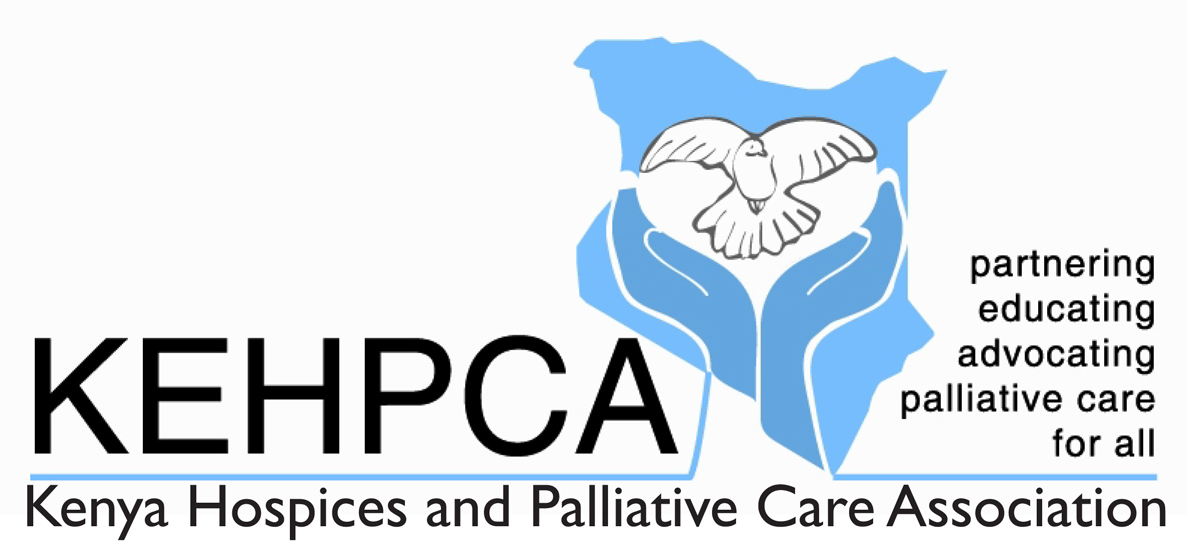 partnering
educating
advocating
palliative care
for all
KEHPCA
Kenya Hospices and Palliative Care Association